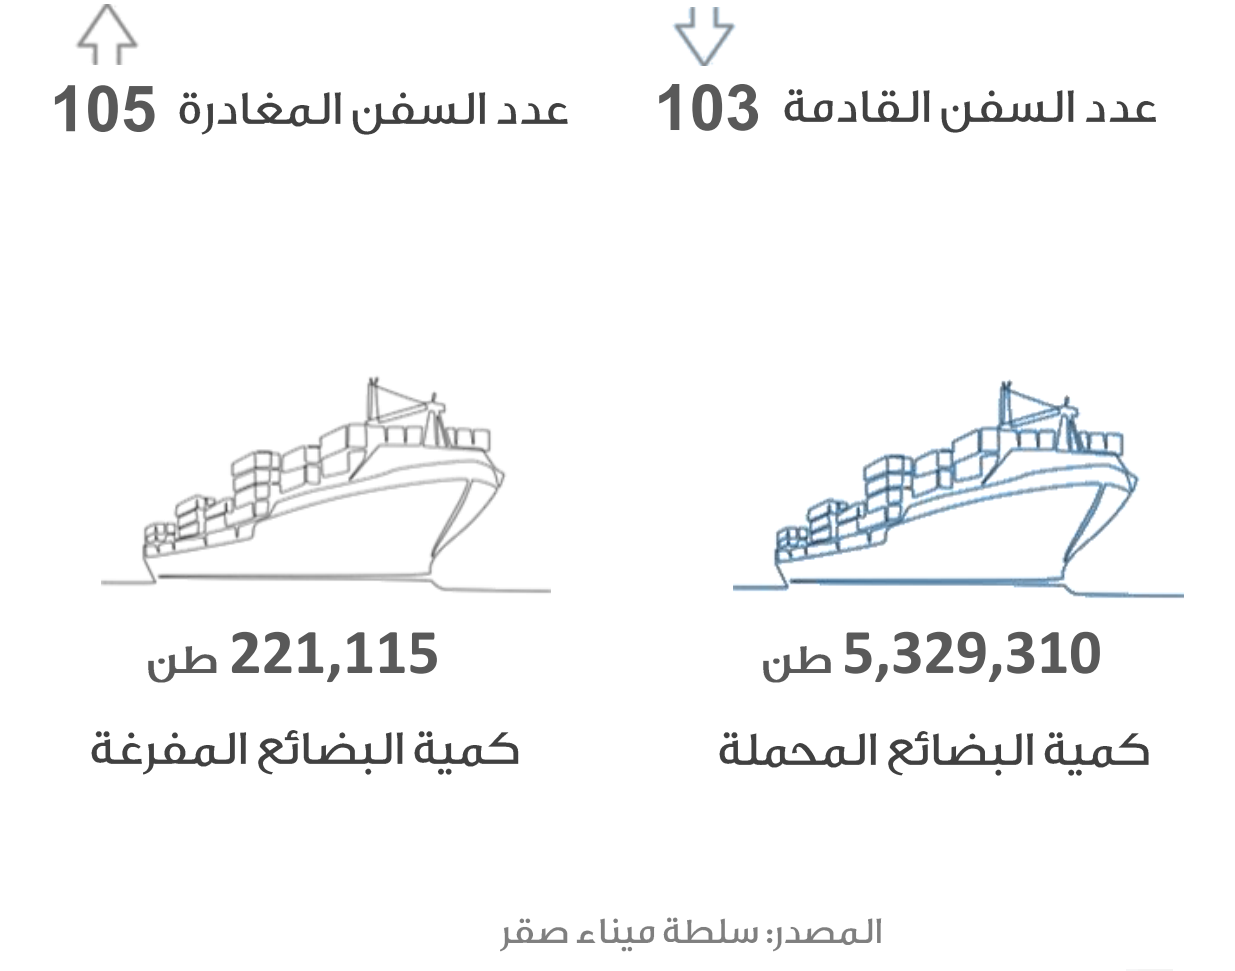 عدد السفن القادمة 103
عدد السفن المغادرة 105
5,329,310 طن
كمية البضائع المحملة
221,115 طن
كمية البضائع المفرغة
المصدر: سلطة ميناء صقر